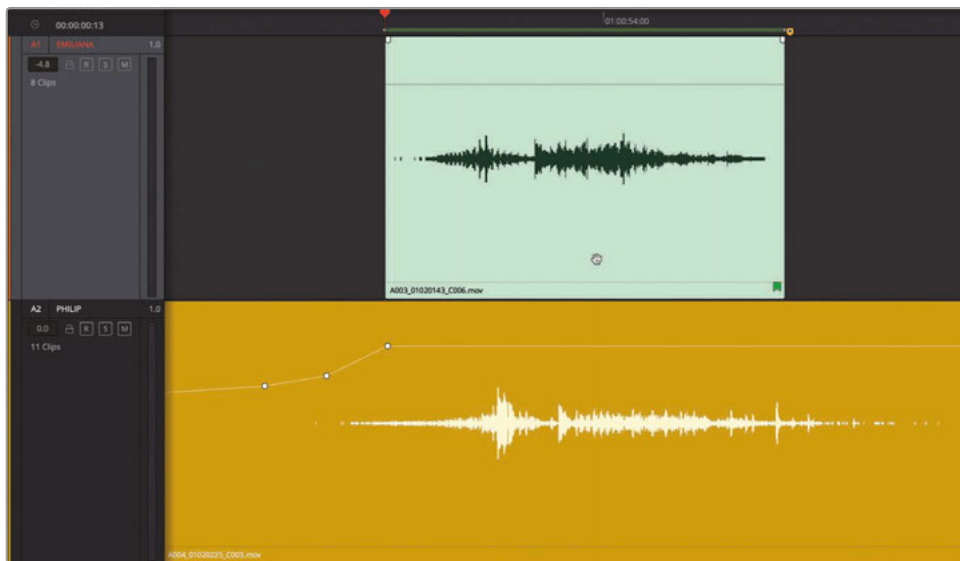 00:00:00:13
01:00:54:00
A1 EMILIANA 1.0
-4.8 R S M
8 Clips
A003_01020143_C006.mov
A2 PHILIP 1.0
0.0 R S M
11 Clips
A004_01020225_C003.mov